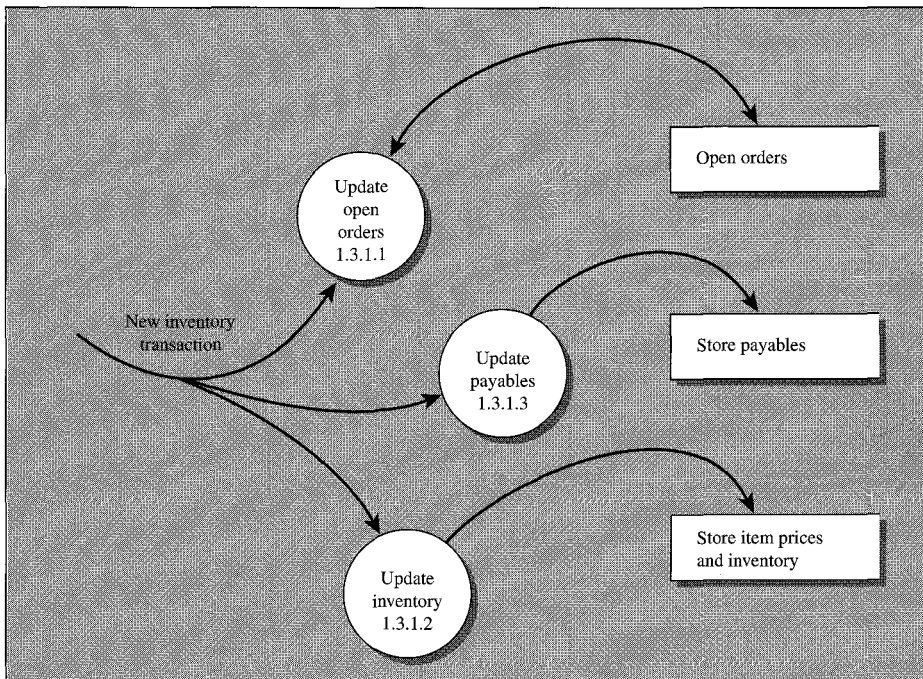 Open orders
Update
open
orders
1.3.1.1
New inventory
transaction
Update
payables
1.3.1.3
Store payables
Update
inventory
1.3.1.2
Store item prices
and inventory